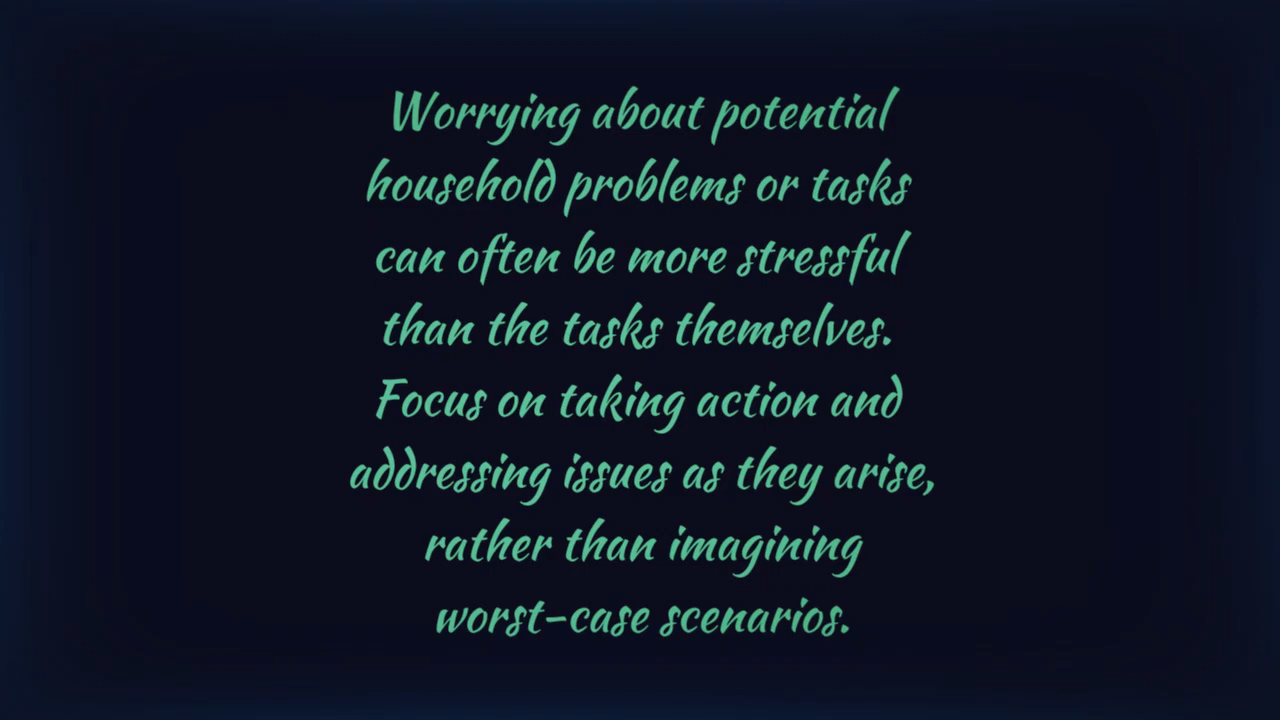 Worrying about potential
household problems or tasks
can often be more stressful
than the tasks themselves.
Focus on taking action and
addressing issues as they arise,
rather than imagining
worst-case scenarios.